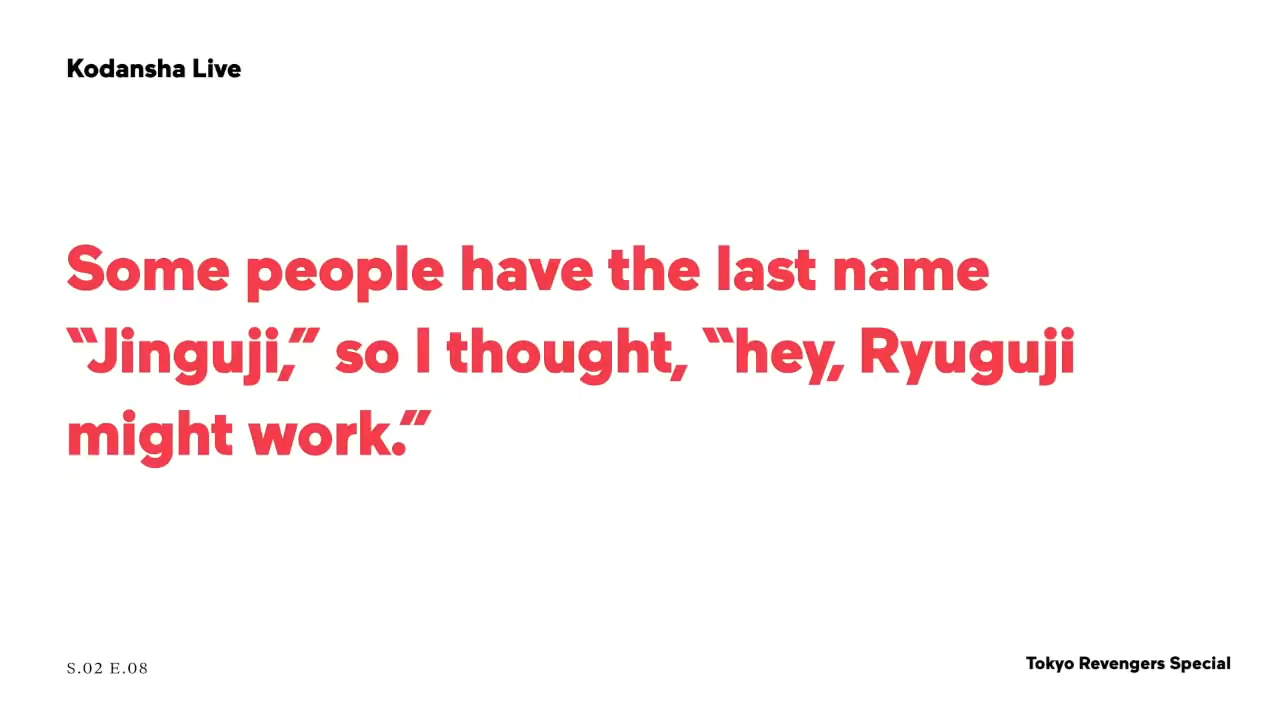 Kodansha Live
Some people have the last name
“Jinguji,” so I thought, “hey, Ryuguji
might work.”
S.02 E.08
Tokyo Revengers Special